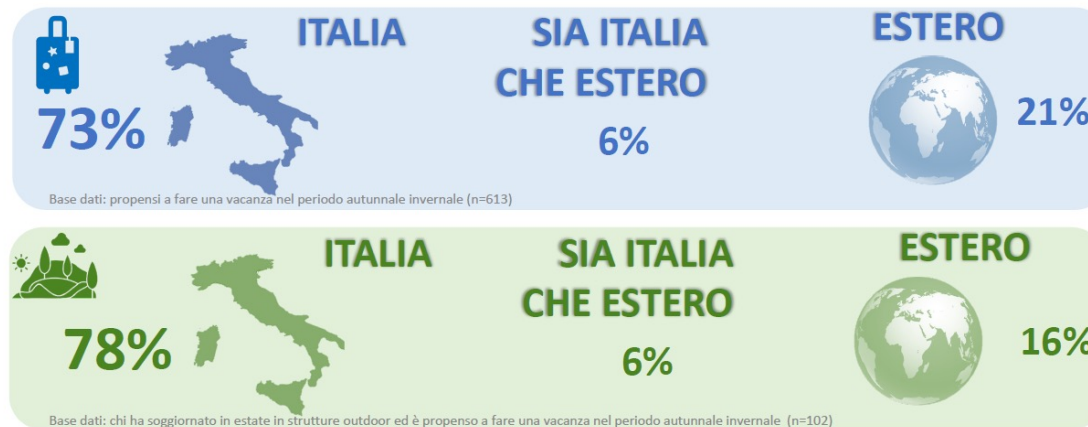 ITALIA
SIA ITALIA
CHE ESTERO
ESTERO
73%
6%
21%
Base dati: propensi a fare una vacanza nel periodo autunnale invernale (n=613)
ITALIA
SIA ITALIA
CHE ESTERO
ESTERO
78%
6%
16%
Base dati: chi ha soggiornato in estate in strutture outdoor ed è propenso a fare una vacanza nel periodo autunnale invernale (n=102)